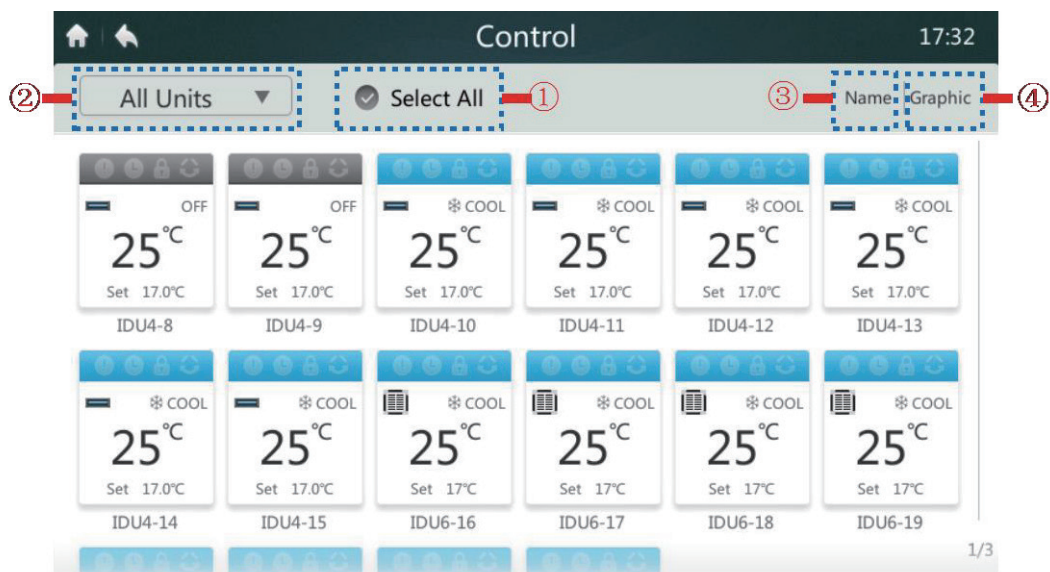 Control 17:32
② All Units ▼ Select All ① ③ Name Graphic ④
OFF OFF COOL COOL COOL COOL
25℃ 25℃ 25℃ 25℃ 25℃ 25℃
Set 17.0℃ Set 17.0℃ Set 17.0℃ Set 17.0℃ Set 17.0℃ Set 17.0℃
IDU4-8 IDU4-9 IDU4-10 IDU4-11 IDU4-12 IDU4-13
COOL COOL COOL COOL COOL COOL
25℃ 25℃ 25℃ 25℃ 25℃ 25℃
Set 17.0℃ Set 17.0℃ Set 17℃ Set 17℃ Set 17℃ Set 17℃
IDU4-14 IDU4-15 IDU6-16 IDU6-17 IDU6-18 IDU6-19
1/3